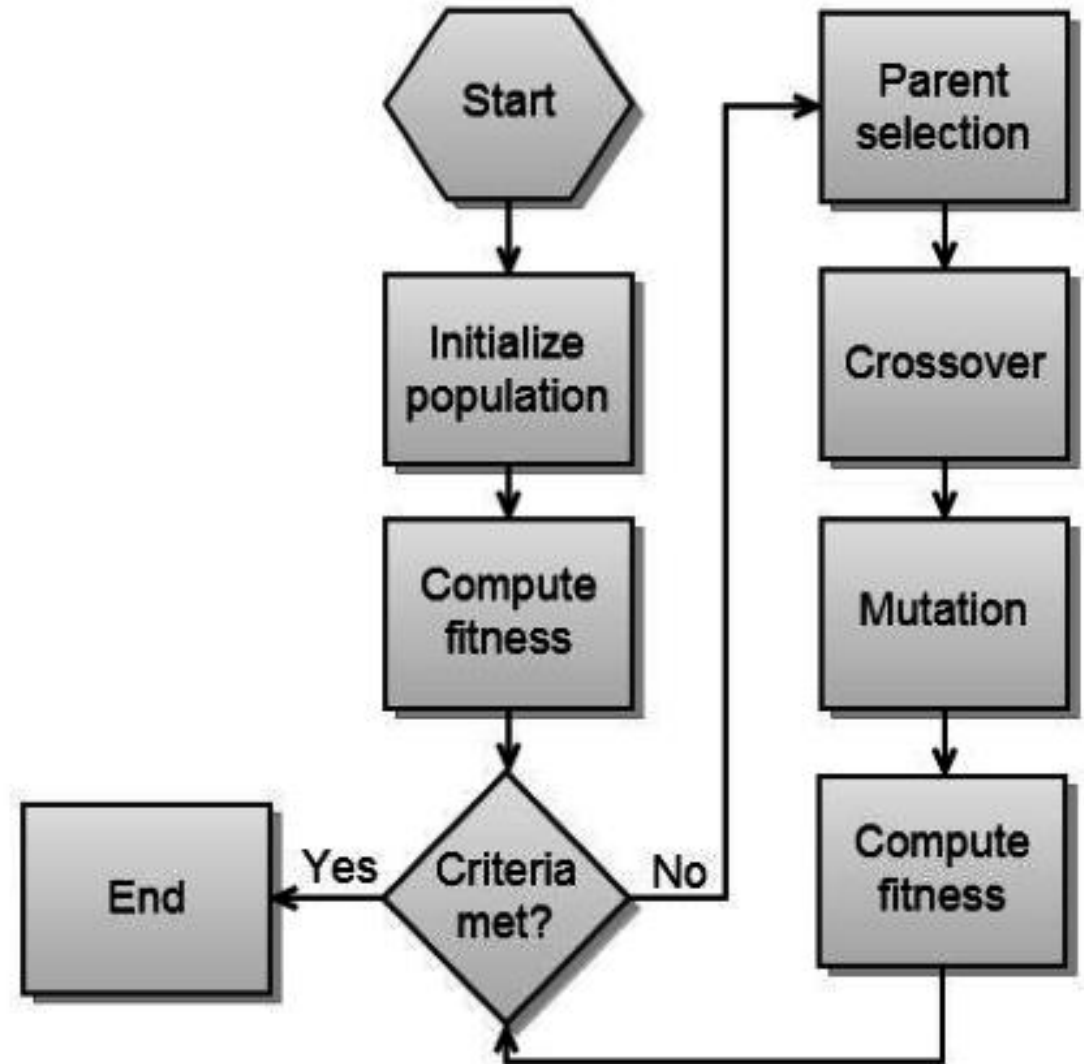 Start
Initialize
population
Compute
fitness
Criteria
met?
Yes
End
No
Parent
selection
Crossover
Mutation
Compute
fitness